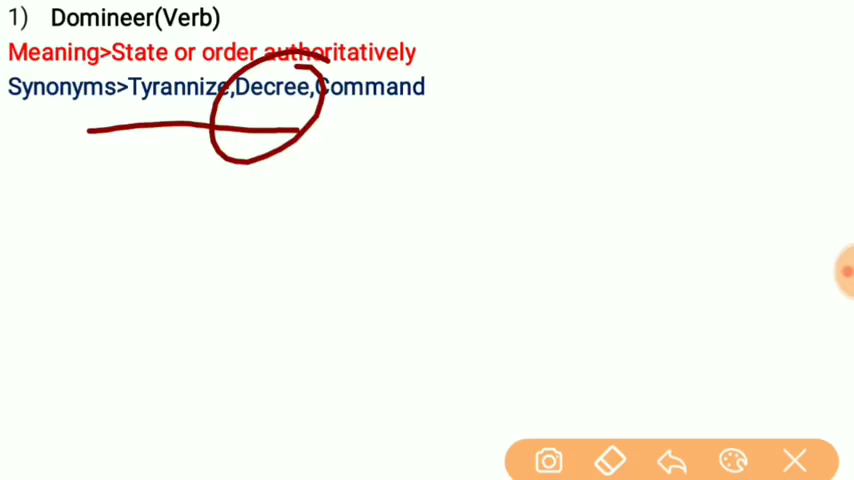 1) Domineer(Verb)
Meaning>State or order authoritatively
Synonyms>Tyrannize,Decree,Command